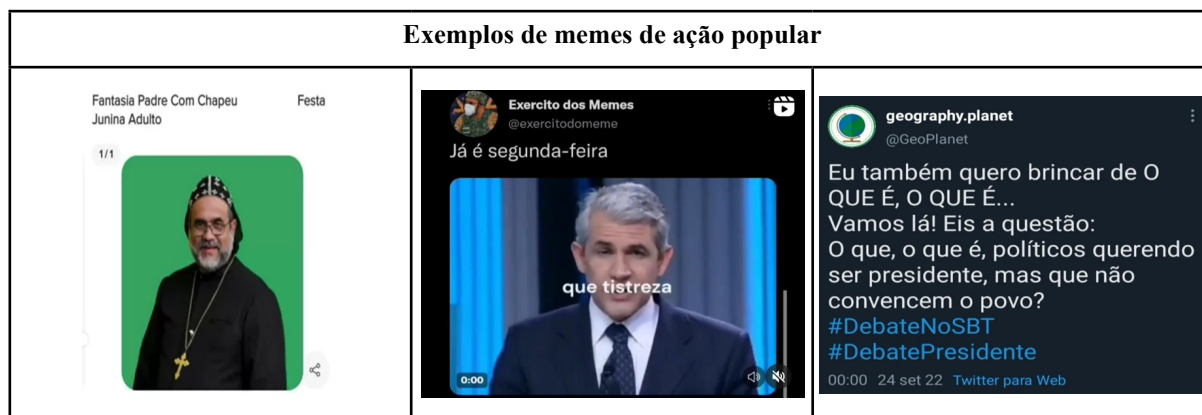 Exemplos de memes de ação popular
Fantasia Padre Com Chapeu Festa
Junina Adulto
1/1
Exercito dos Memes
@exercitodomeme
Já é segunda-feira
que tistreza
0:00
geography.planet
@GeoPlanet
Eu também quero brincar de O
QUE É, O QUE É...
Vamos lá! Eis a questão:
O que, o que é, políticos querendo
ser presidente, mas que não
convencem o povo?
#DebateNoSBT
#DebatePresidente
00:00 24 set 22 Twitter para Web